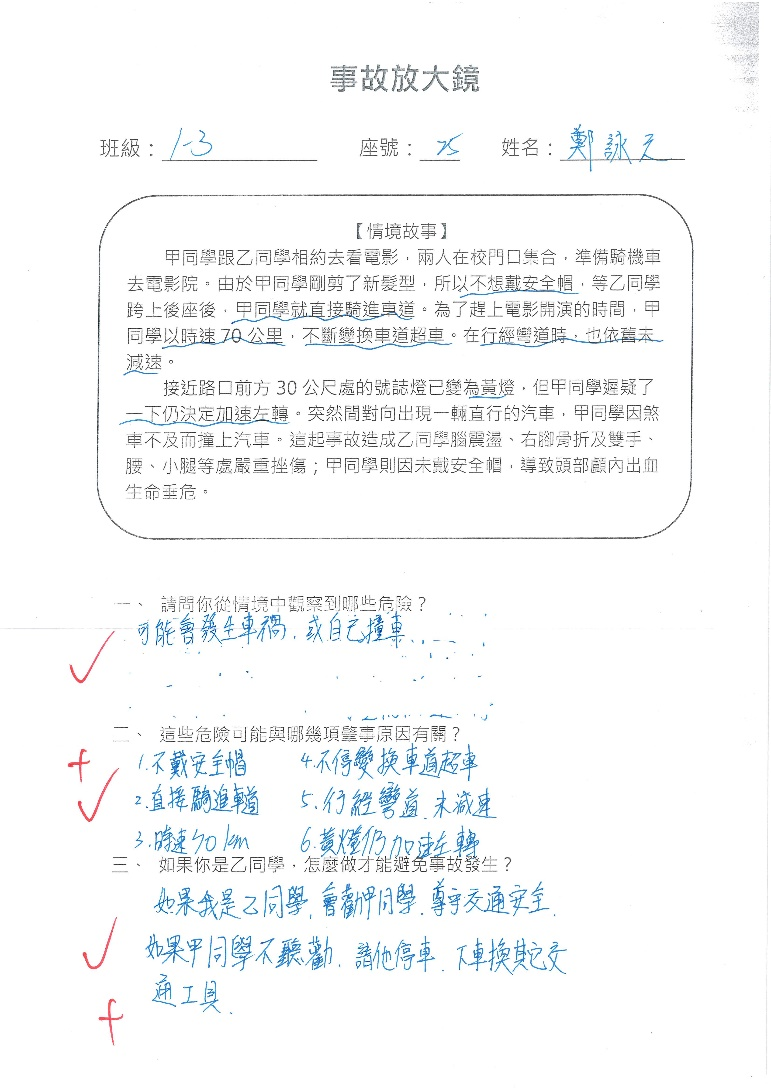 事故放大鏡
班級：1-3 座號：25 姓名：鄭詠元
【情境故事】
甲同學跟乙同學相約去看電影，兩人在校門口集合，準備騎機車
去電影院。由於甲同學剛剪了新髮型，所以不想戴安全帽，等乙同學
跨上後座後，甲同學就直接騎進車道。為了趕上電影開演的時間，甲
同學以時速 70 公里，不斷變換車道超車。在行經彎道時，也依舊未
減速。
接近路口前方 30 公尺處的號誌燈已變為黃燈，但甲同學遲疑了
一下仍決定加速左轉。突然間對向出現一輛直行的汽車，甲同學因煞
車不及而撞上汽車。這起事故造成乙同學腦震盪、右腳骨折及雙手、
腰、小腿等處嚴重挫傷；甲同學則因未戴安全帽，導致頭部顱內出血
生命垂危。
一、 請問你從情境中觀察到哪些危險？
可能會發生車禍、或自己撞車
二、 這些危險可能與哪幾項肇事原因有關？
1.不戴安全帽 4.不停變換車道超車
2.直接騎進車道 5.行經彎道，未減速
3.時速70km 6.黃燈仍加速左轉
三、 如果你是乙同學，怎麼做才能避免事故發生？
如果我是乙同學，會勸甲同學、尊守交通安全、
如果甲同學不聽勸、請他停車、下車換其它交
通工具、